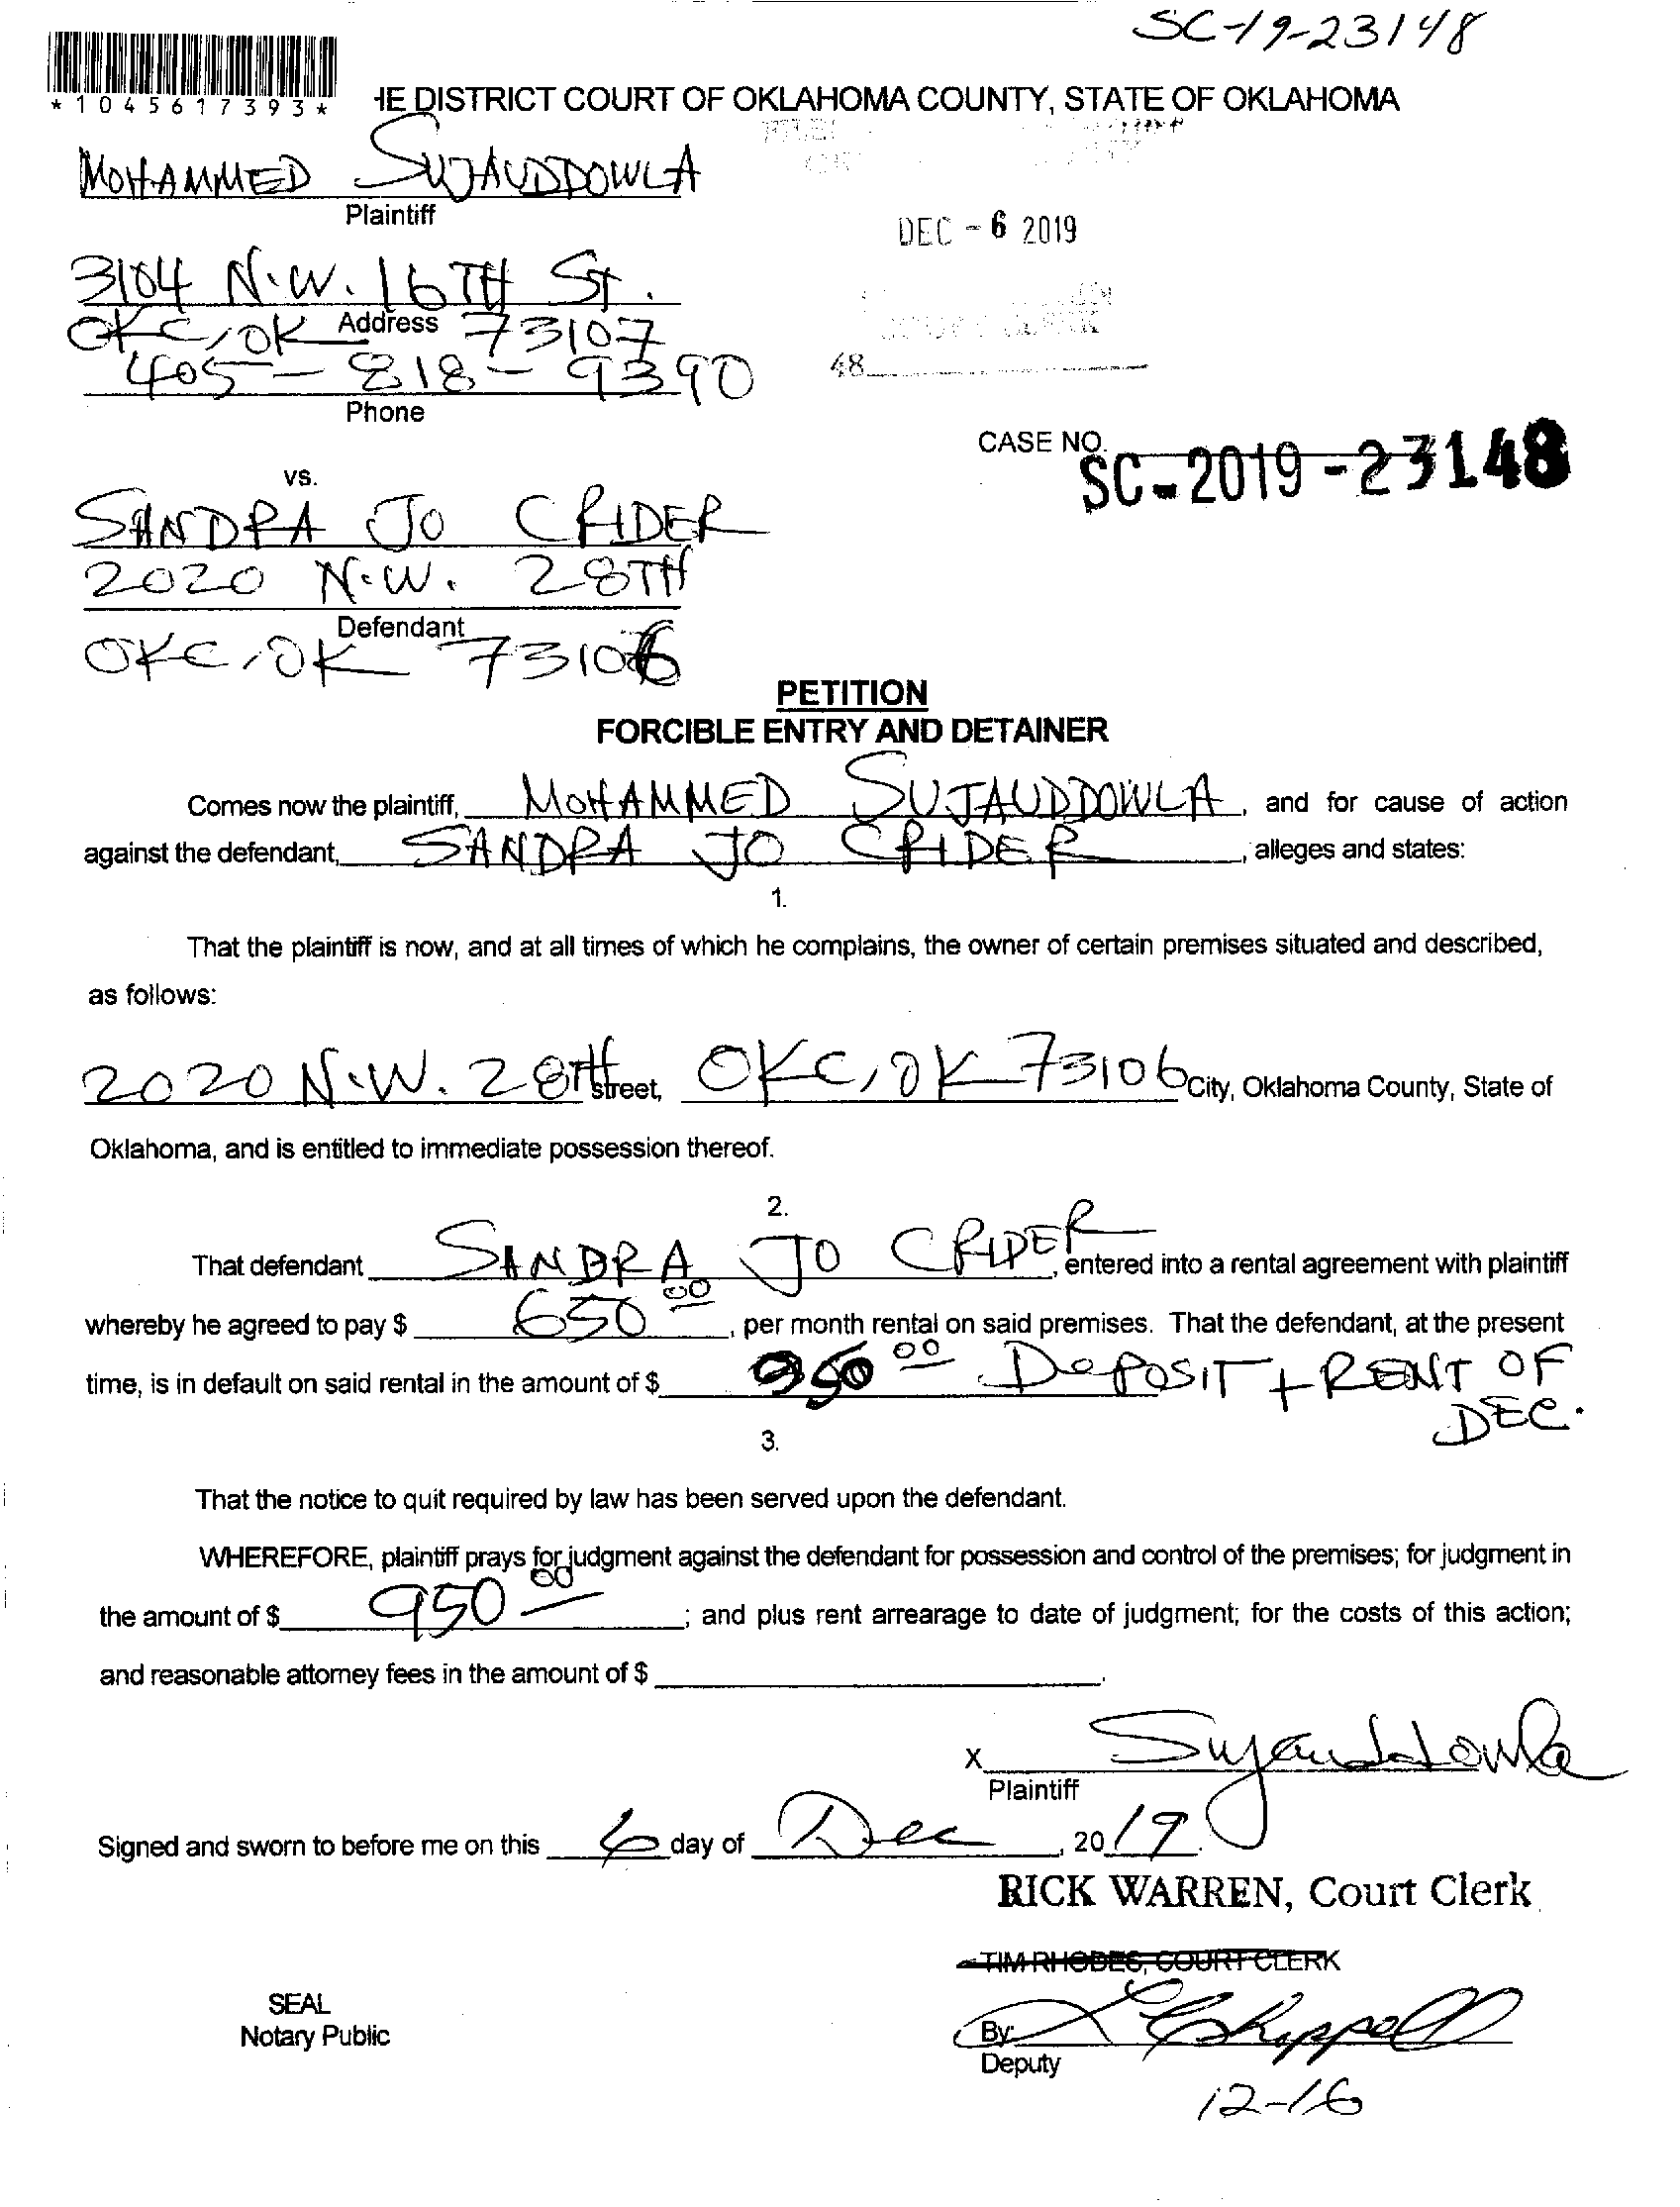 SC-19-23148
*1045617393*
HE DISTRICT COURT OF OKLAHOMA COUNTY, STATE OF OKLAHOMA
MOHAMMED SUJAUDDOWLA
Plaintiff
DEC - 6 2019
3104 N.W. 16TH ST.
Address
OKC, OK 73107
COURT CLERK
405-818-9390
48
Phone
CASE NO.
SC-2019-23148
vs.
SANDRA JO CRIDER
2020 N.W. 28TH
Defendant
OKC, OK 73106
PETITION
FORCIBLE ENTRY AND DETAINER
Comes now the plaintiff, MOHAMMED SUJAUDDOWLA, and for cause of action
against the defendant, SANDRA JO CRIDER, alleges and states:
1.
That the plaintiff is now, and at all times of which he complains, the owner of certain premises situated and described,
as follows:
2020 N.W. 28TH street, OKC, OK 73106 City, Oklahoma County, State of
Oklahoma, and is entitled to immediate possession thereof.
2.
That defendant SANDRA JO CRIDER, entered into a rental agreement with plaintiff
whereby he agreed to pay $ 650 00, per month rental on said premises. That the defendant, at the present
time, is in default on said rental in the amount of $ 950 00 DEPOSIT + RENT OF
DEC.
3.
That the notice to quit required by law has been served upon the defendant.
WHEREFORE, plaintiff prays for judgment against the defendant for possession and control of the premises; for judgment in
the amount of $ 950 00; and plus rent arrearage to date of judgment; for the costs of this action;
and reasonable attorney fees in the amount of $ .
X Sujauddowla
Plaintiff
Signed and sworn to before me on this 6 day of Dec, 2019.
RICK WARREN, Court Clerk
TIM RHODES, COURT CLERK
SEAL
Notary Public
By:
Deputy
12-16